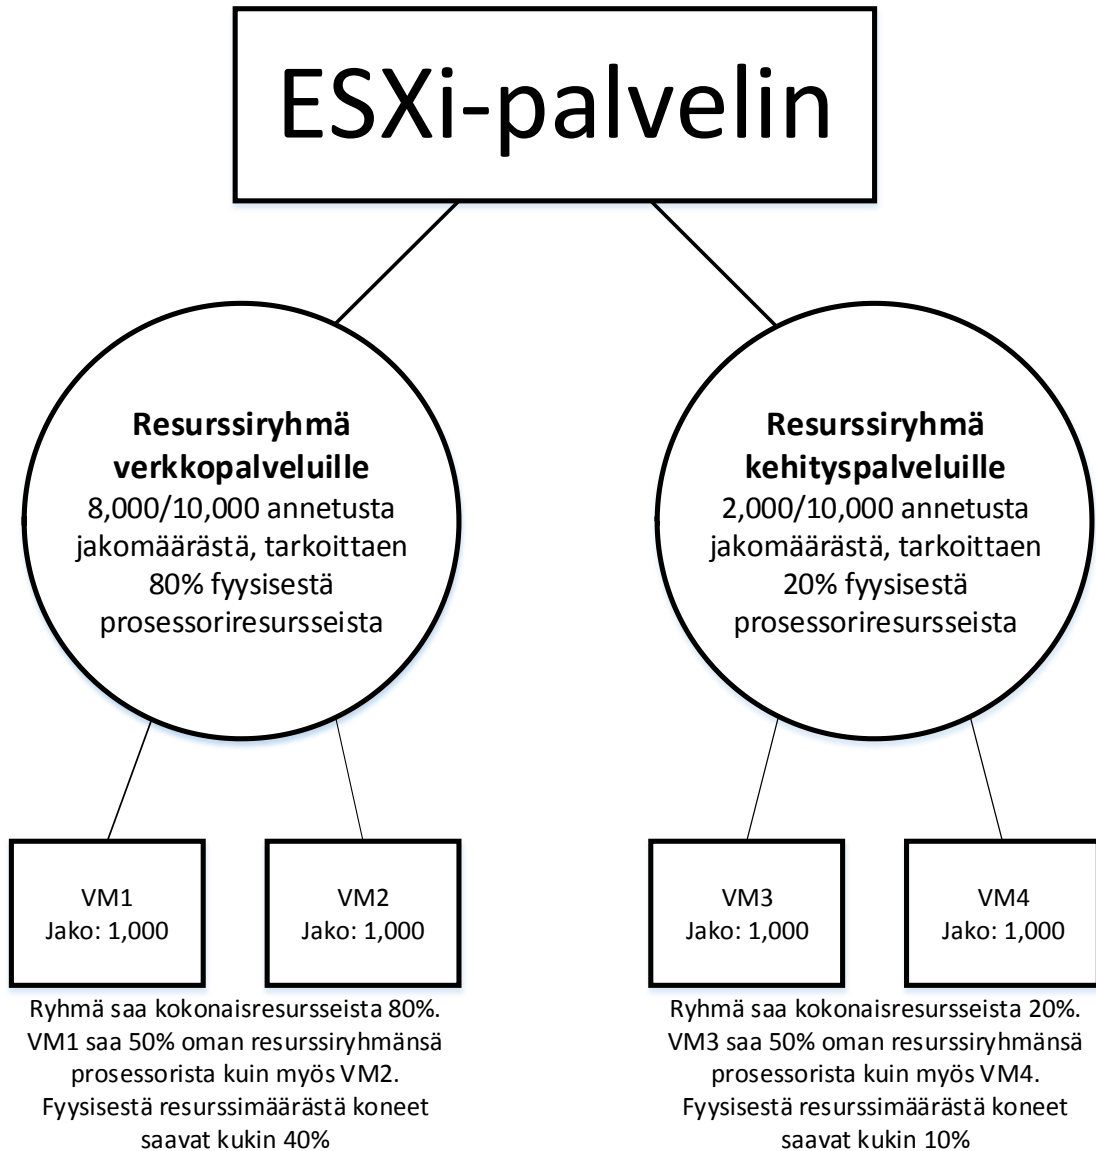 ESXi-palvelin
Resurssiryhmä
verkkopalveluille
8,000/10,000 annetusta
jakomäärästä, tarkoittaen
80% fyysisestä
prosessoriresursseista
Resurssiryhmä
kehityspalveluille
2,000/10,000 annetusta
jakomäärästä, tarkoittaen
20% fyysisestä
prosessoriresursseista
VM1
Jako: 1,000
VM2
Jako: 1,000
VM3
Jako: 1,000
VM4
Jako: 1,000
Ryhmä saa kokonaisresursseista 80%.
VM1 saa 50% oman resurssiryhmänsä
prosessorista kuin myös VM2.
Fyysisestä resurssimäärästä koneet
saavat kukin 40%
Ryhmä saa kokonaisresursseista 20%.
VM3 saa 50% oman resurssiryhmänsä
prosessorista kuin myös VM4.
Fyysisestä resurssimäärästä koneet
saavat kukin 10%